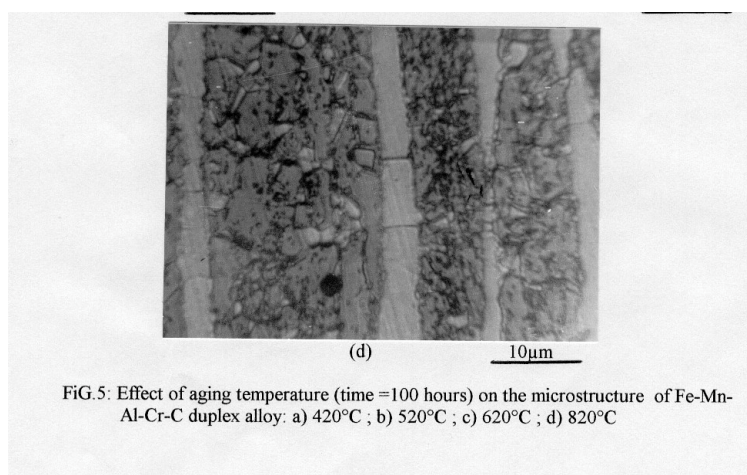 (d)
10µm
FiG.5: Effect of aging temperature (time =100 hours) on the microstructure of Fe-Mn-
Al-Cr-C duplex alloy: a) 420°C ; b) 520°C ; c) 620°C ; d) 820°C